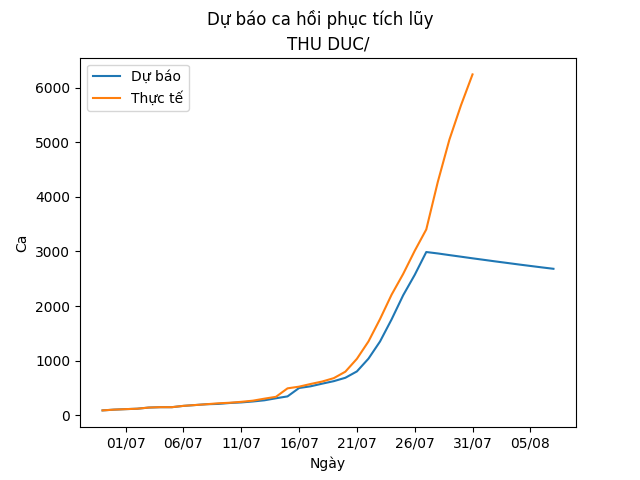 Dự báo ca hồi phục tích lũy
THU DUC/
Dự báo
Thực tế
6000
5000
4000
3000
2000
1000
0
Ca
01/07 06/07 11/07 16/07 21/07 26/07 31/07 05/08
Ngày